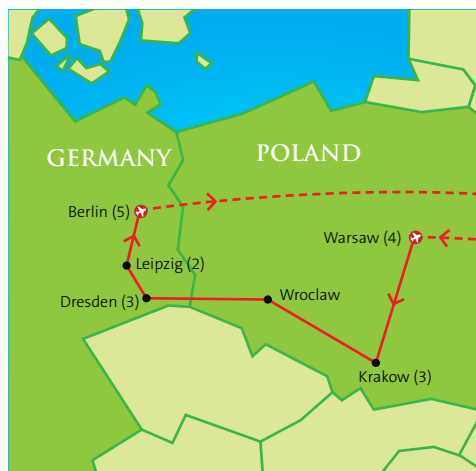 GERMANY
POLAND
Berlin (5)
Warsaw (4)
Leipzig (2)
Dresden (3)
Wroclaw
Krakow (3)